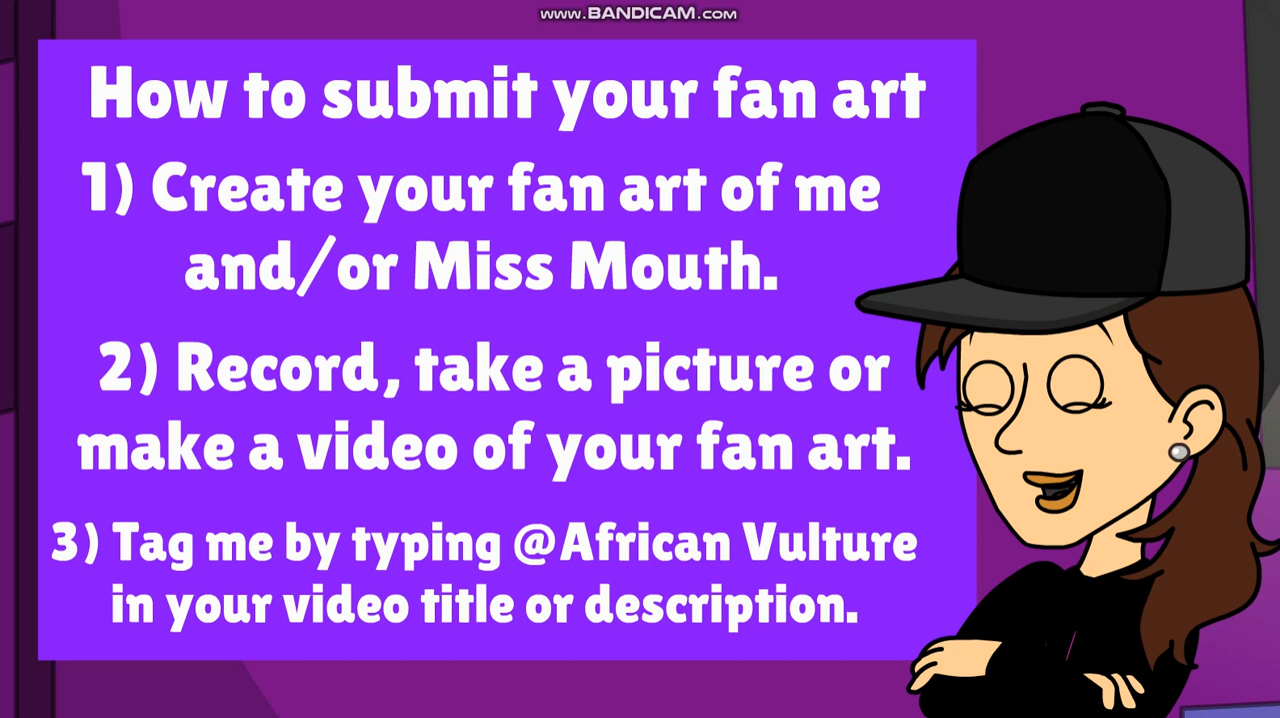 www.BANDICAM.com
How to submit your fan art
1) Create your fan art of me
and/or Miss Mouth.
2) Record, take a picture or
make a video of your fan art.
3) Tag me by typing @African Vulture
in your video title or description.